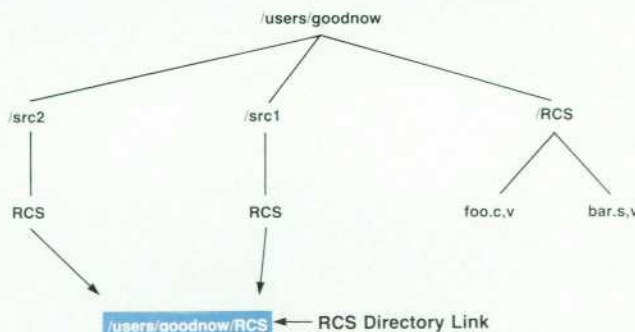 /users/goodnow
/src2 /src1 /RCS
RCS RCS foo.c,v bar.s,v
/users/goodnow/RCS RCS Directory Link